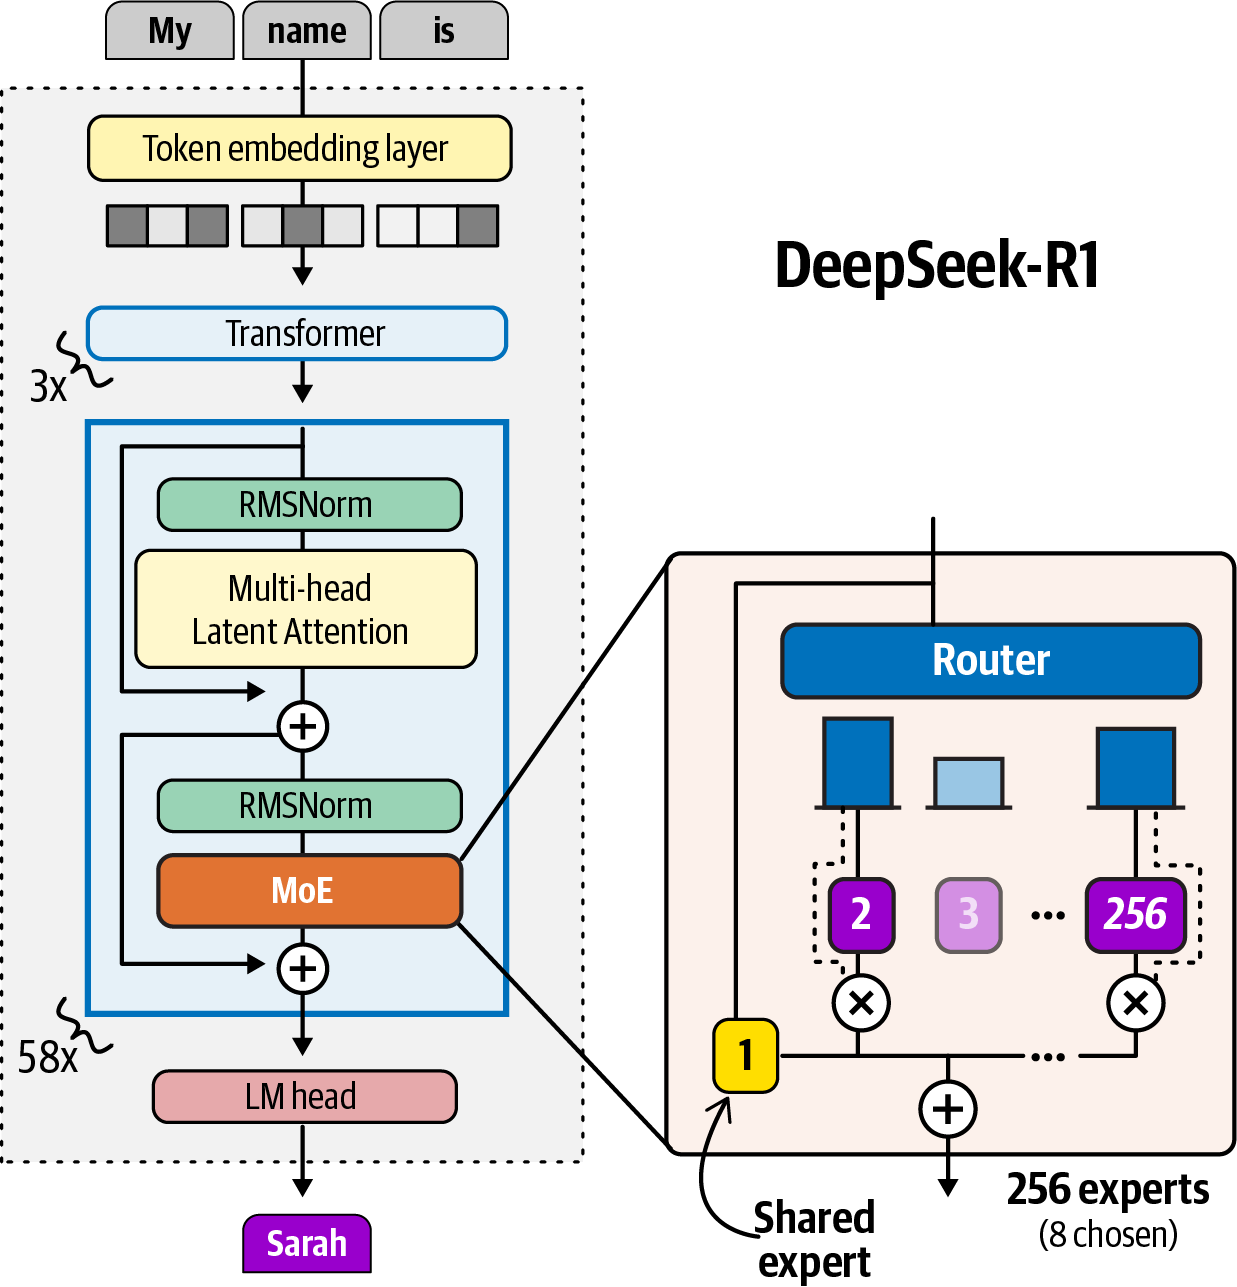 My name is
Token embedding layer
DeepSeek-R1
Transformer
3x
RMSNorm
Multi-head
Latent Attention
RMSNorm
MoE
58x
LM head
Sarah
Router
2 3 ... 256
1 ...
Shared
expert
256 experts
(8 chosen)